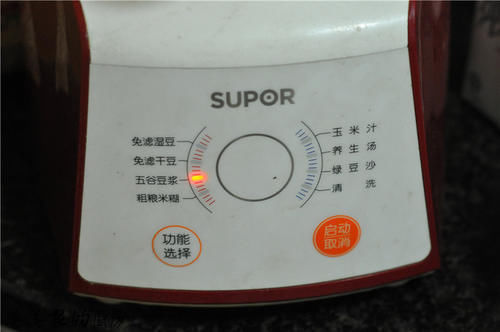 SUPOR
免滤湿豆
免滤干豆
五谷豆浆
粗粮米糊
玉米汁
养生汤
绿豆沙
清洗
功能
选择
启动
取消